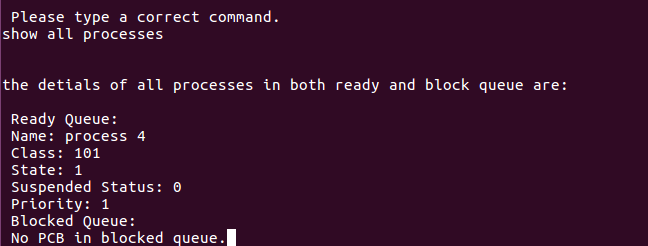 Please type a correct command.
show all processes
the detials of all processes in both ready and block queue are:
Ready Queue:
Name: process 4
Class: 101
State: 1
Suspended Status: 0
Priority: 1
Blocked Queue:
No PCB in blocked queue.